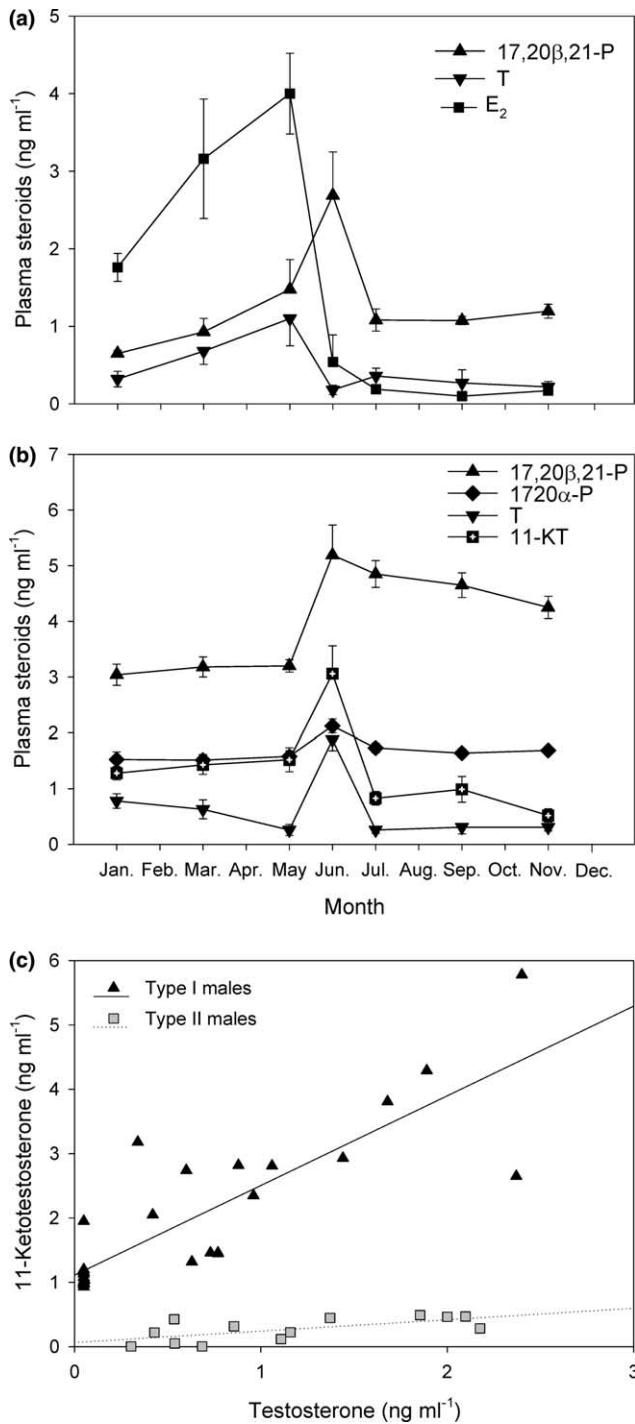 (a)
5
4
3
2
1
0
Plasma steroids (ng ml⁻¹)
17,20β,21-P
T
E₂
(b)
7
6
5
4
3
2
1
0
Plasma steroids (ng ml⁻¹)
17,20β,21-P
1720α-P
T
11-KT
Jan. Feb. Mar. Apr. May Jun. Jul. Aug. Sep. Oct. Nov. Dec.
Month
(c)
6
5
4
3
2
1
0
11-Ketotestosterone (ng ml⁻¹)
Type I males
Type II males
0 1 2 3
Testosterone (ng ml⁻¹)